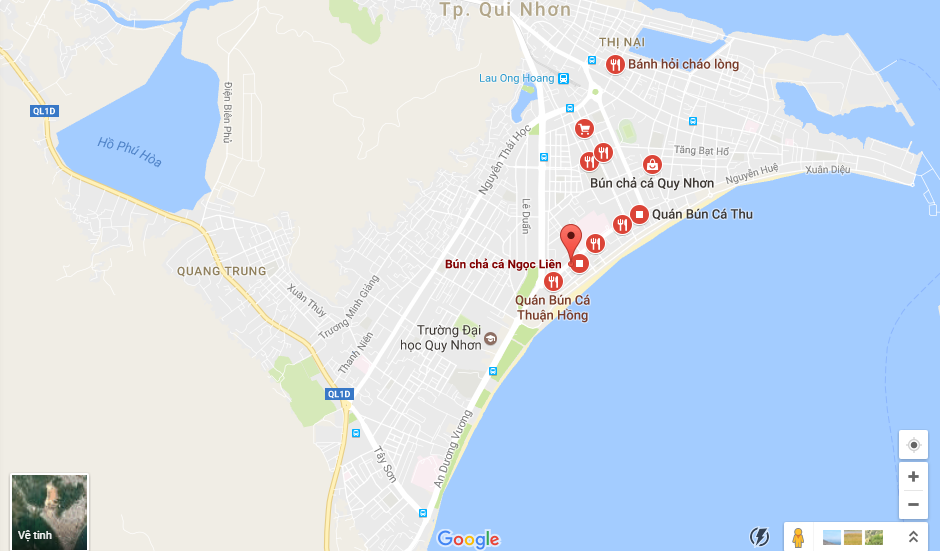 Tp. Qui Nhơn
THỊ NẠI
Bánh hỏi cháo lòng
Lau Ong Hoang
QL1D
Điện Biên Phủ
Hồ Phú Hòa
Nguyễn Thái Học
Tăng Bạt Hổ
Nguyễn Huệ
Xuân Diệu
Bún chả cá Quy Nhơn
Lê Duẩn
Quán Bún Cá Thu
Bún chả cá Ngọc Liên
QUANG TRUNG
Xuân Thủy
Trương Minh Giảng
Quán Bún Cá
Thuận Hồng
Thanh Niên
Trường Đại
học Quy Nhơn
QL1D
An Dương Vương
Tây Sơn
Vệ tinh
Google